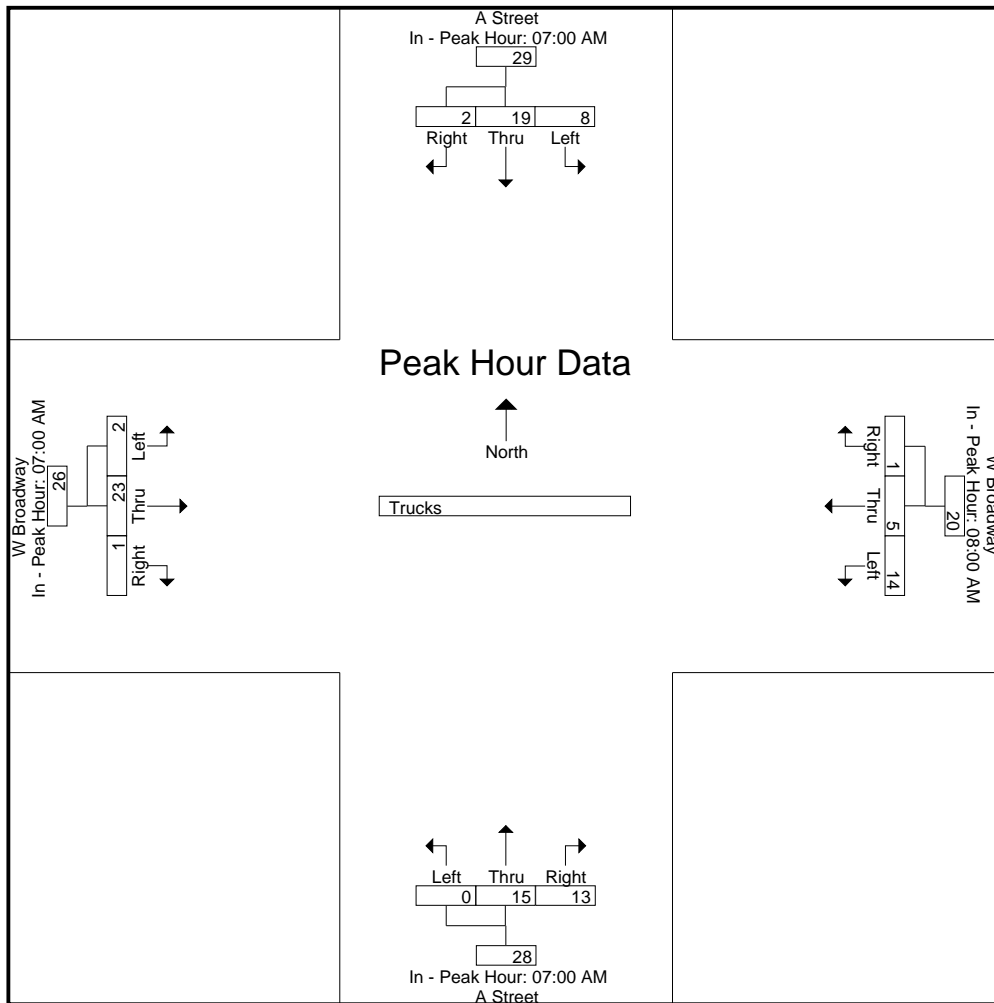 A Street
In - Peak Hour: 07:00 AM
29
2 19 8
Right Thru Left
Peak Hour Data
North
Trucks
W Broadway
In - Peak Hour: 07:00 AM
26
2 23 1
Left Thru Right
Right Thru Left
1 5 14
20
In - Peak Hour: 08:00 AM
W Broadway
Left Thru Right
0 15 13
28
In - Peak Hour: 07:00 AM
A Street